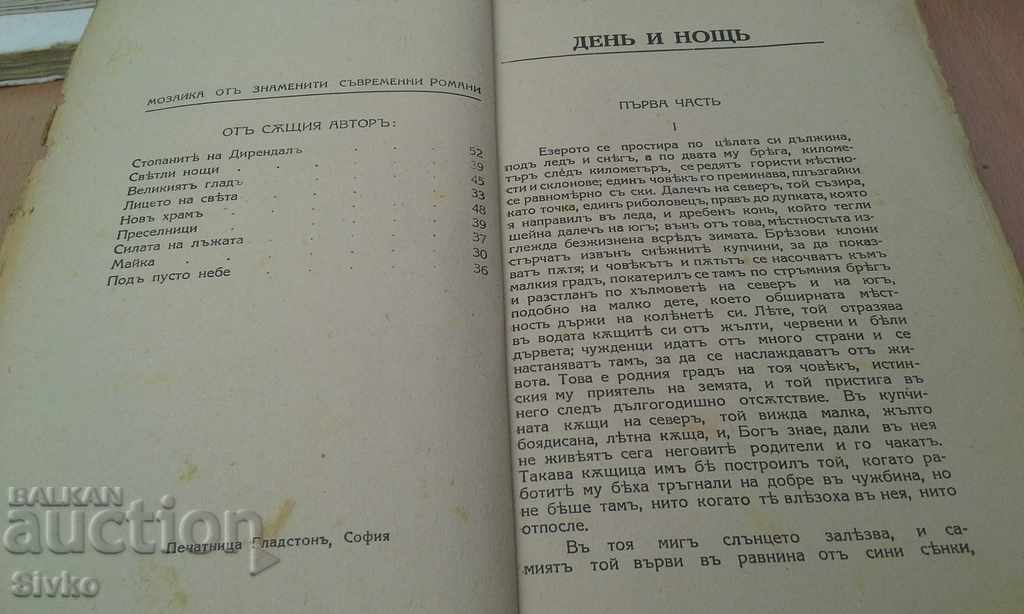 МОЗАЙКА ОТЪ ЗНАМЕНИТИ СЪВРЕМЕННИ РОМАНИ
ОТЪ СѪЩИЯ АВТОРЪ:
Стопанитѣ на Дирендалъ . . . . . 52
Свѣтли нощи . . . . . . . 39
Великиятъ гладъ . . . . . . 45
Лицето на свѣта . . . . . . 33
Новъ храмъ . . . . . . . 48
Преселници . . . . . . . 39
Силата на лъжата . . . . . . 37
Майка . . . . . . . . 30
Подъ пусто небе . . . . . . 36
Печатница Гладстонъ, София
ДЕНЬ И НОЩЬ
ПЪРВА ЧАСТЬ
I
Езерото се простира по цѣлата си дължина,
подъ ледъ и снѣгъ, а по двата му брѣга, киломе-
търъ следъ километъръ, се редятъ гористи мѣстно-
сти и склонове; единъ човѣкъ го преминава, плъзгайки
се равномѣрно съ ски. Далечъ на северъ, той съзира,
като точка, единъ риболовецъ, правъ до дупката, която
я направилъ въ леда, и дребенъ конь, който тегли
шейна далечъ на югъ; вънъ отъ това, мѣстностьта из-
глежда безжизнена всрѣдъ зимата. Брѣзови клони
стърчатъ извънъ снѣжнитѣ купчини, за да показ-
ватъ пѫтя; и човѣкътъ и пѫтьтъ се насочватъ къмъ
малкия градъ, покатерилъ се тамъ по стръмния брѣгъ
и разстланъ по хълмоветѣ на северъ и на югъ,
подобно на малко дете, което обширната мѣст-
ность държи на колѣнетѣ си. Лѣте, той отразява
въ водата кѫщитѣ си отъ жълти, червени и бѣли
дървета; чужденци идатъ отъ много страни и се
настаняватъ тамъ, за да се наслаждаватъ отъ жи-
вота. Това е родния градъ на тоя човѣкъ, истин-
ския му приятель на земята, и той пристига въ
него следъ дългогодишно отсѫтствие. Въ купчи-
ната кѫщи на северъ, той вижда малка, жълто
боядисана, лѣтна кѫща, и, Богъ знае, дали въ нея
не живѣятъ сега неговитѣ родители и го чакатъ.
Такава кѫщица имъ бѣ построилъ той, когато ра-
ботитѣ му бѣха тръгнали на добре въ чужбина, но
не бѣше тамъ, нито когато тѣ влѣзоха въ нея, нито
отпосле.
Въ тоя мигъ слънцето залѣзва, и са-
миятъ той върви въ равнина отъ сини сѣнки,
BALKAN
auction
Sivko